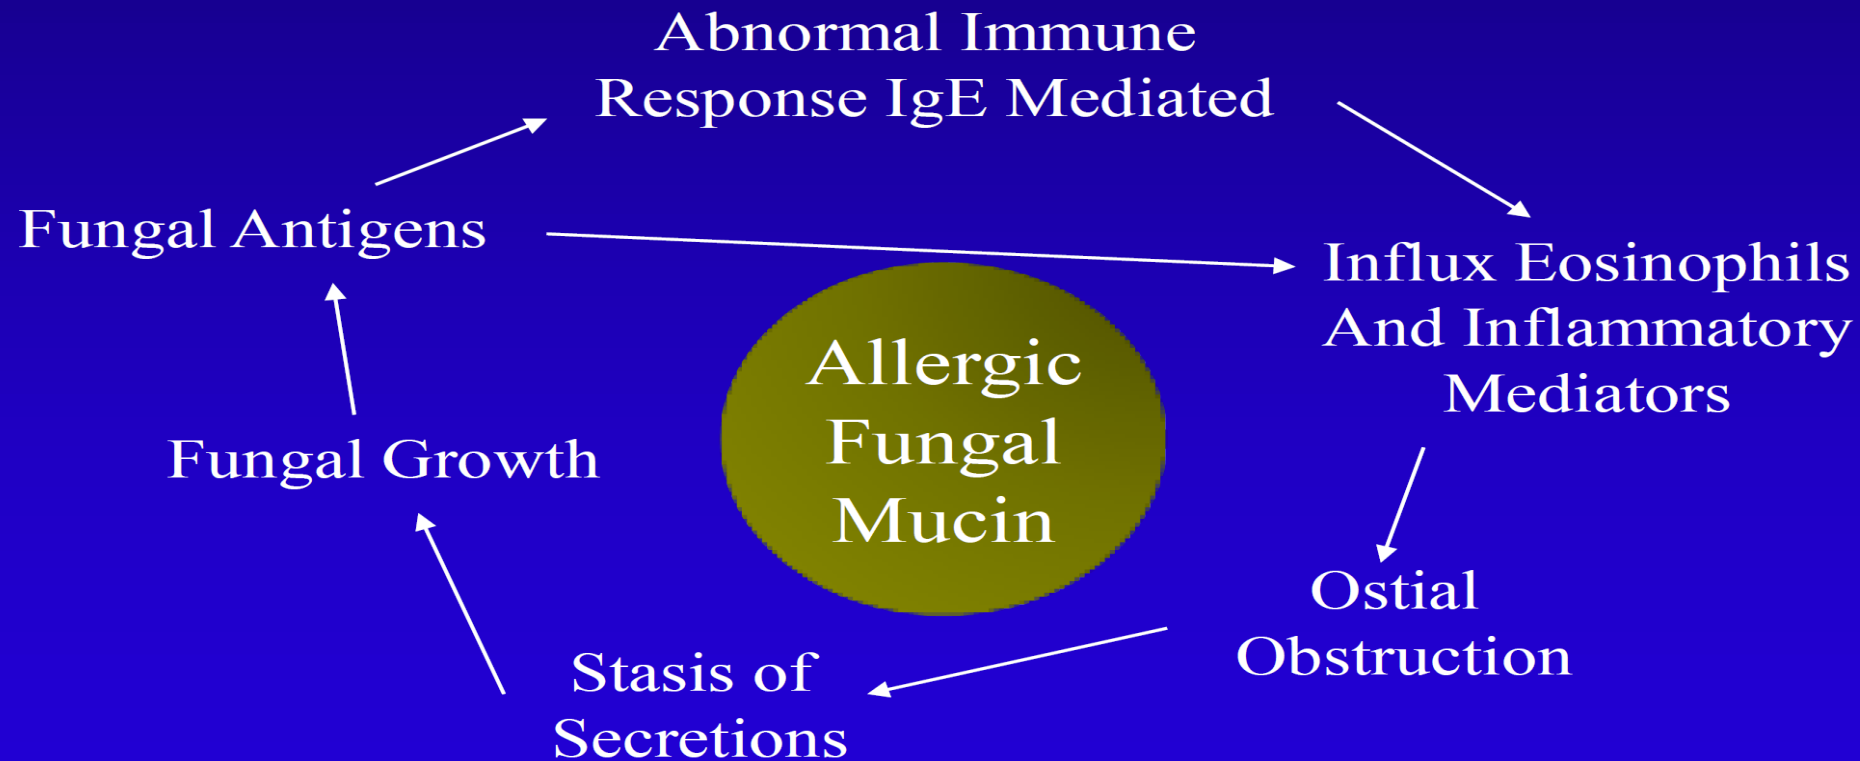 Abnormal Immune
Response IgE Mediated
Fungal Antigens
Influx Eosinophils
And Inflammatory
Mediators
Allergic
Fungal
Mucin
Fungal Growth
Ostial
Obstruction
Stasis of
Secretions